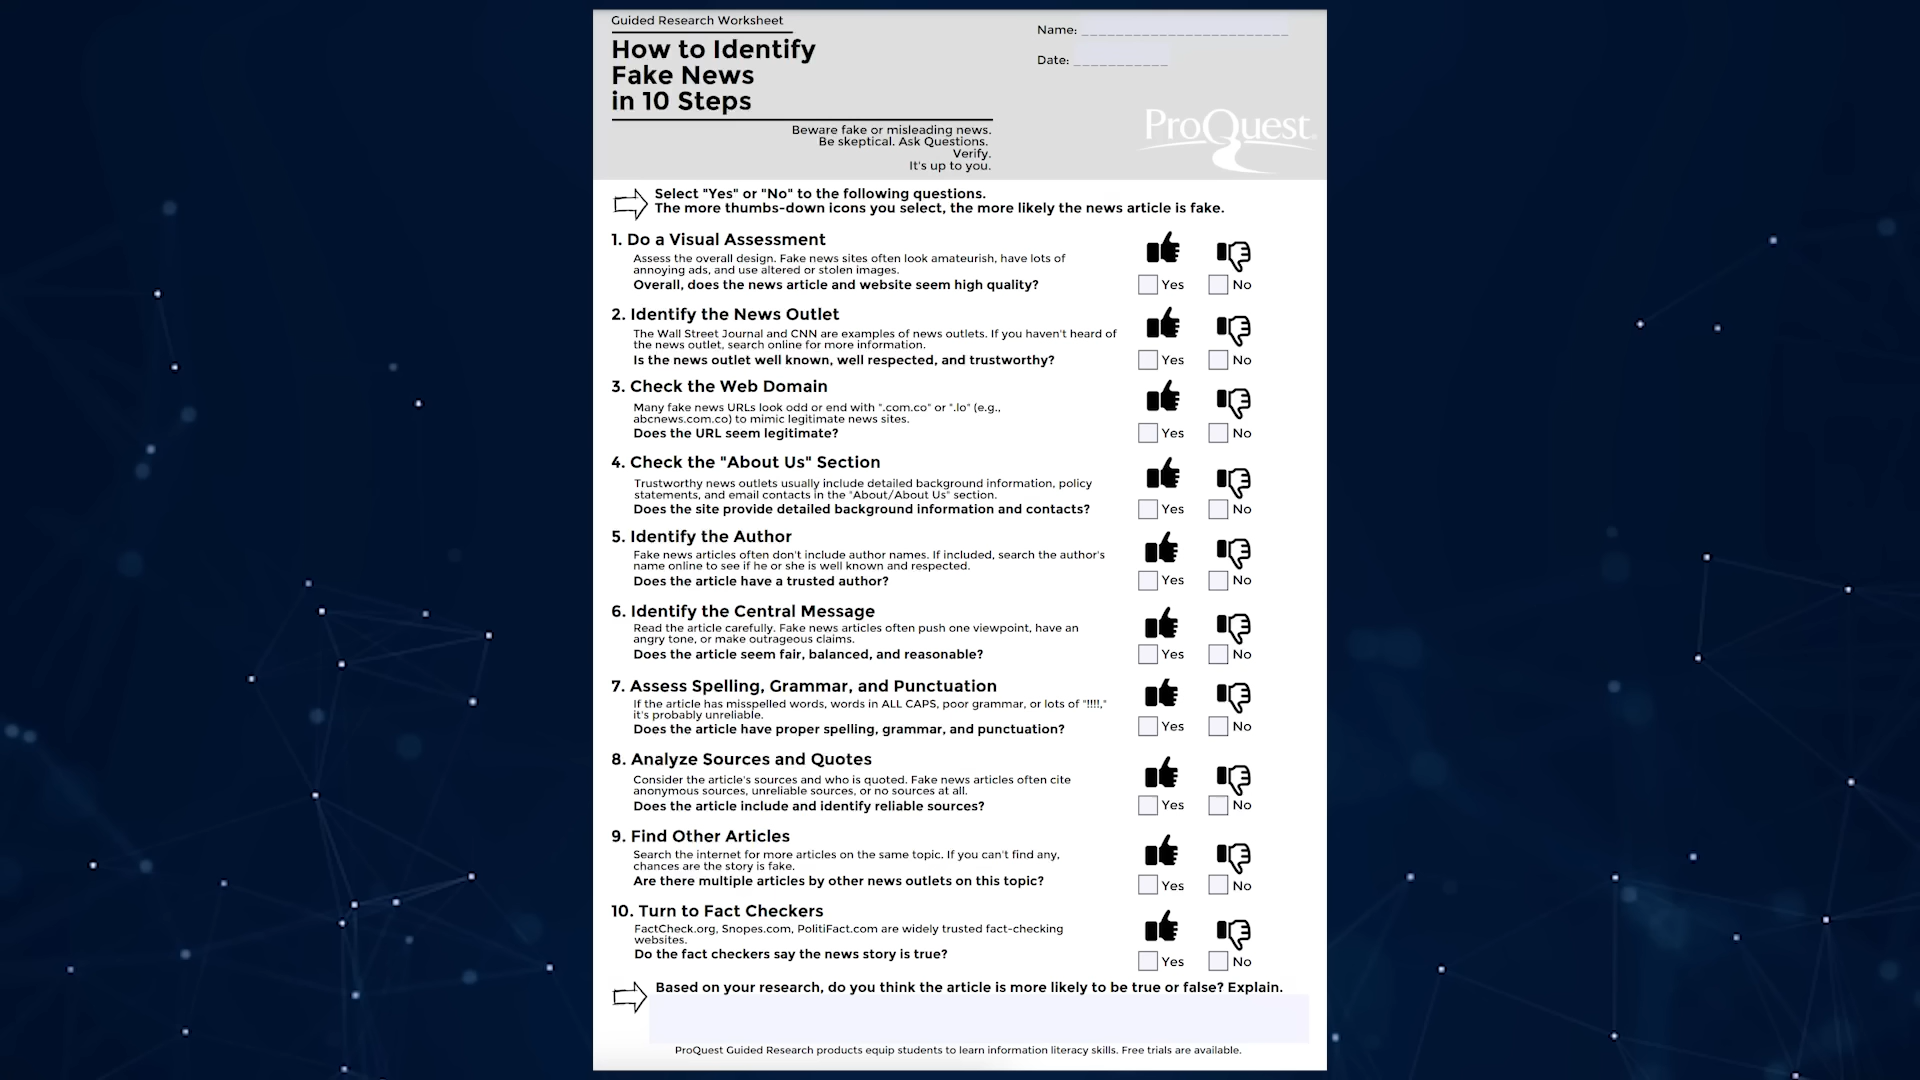 Guided Research Worksheet
How to Identify
Fake News
in 10 Steps
Name: ________________________
Date: ___________
Beware fake or misleading news.
Be skeptical. Ask Questions.
Verify.
It's up to you.
ProQuest
Select "Yes" or "No" to the following questions.
The more thumbs-down icons you select, the more likely the news article is fake.
1. Do a Visual Assessment
Assess the overall design. Fake news sites often look amateurish, have lots of
annoying ads, and use altered or stolen images.
Overall, does the news article and website seem high quality?
Yes No
2. Identify the News Outlet
The Wall Street Journal and CNN are examples of news outlets. If you haven't heard of
the news outlet, search online for more information.
Is the news outlet well known, well respected, and trustworthy?
Yes No
3. Check the Web Domain
Many fake news URLs look odd or end with ".com.co" or ".lo" (e.g.,
abcnews.com.co) to mimic legitimate news sites.
Does the URL seem legitimate?
Yes No
4. Check the "About Us" Section
Trustworthy news outlets usually include detailed background information, policy
statements, and email contacts in the "About/About Us" section.
Does the site provide detailed background information and contacts?
Yes No
5. Identify the Author
Fake news articles often don't include author names. If included, search the author's
name online to see if he or she is well known and respected.
Does the article have a trusted author?
Yes No
6. Identify the Central Message
Read the article carefully. Fake news articles often push one viewpoint, have an
angry tone, or make outrageous claims.
Does the article seem fair, balanced, and reasonable?
Yes No
7. Assess Spelling, Grammar, and Punctuation
If the article has misspelled words, words in ALL CAPS, poor grammar, or lots of "!!!!,"
it's probably unreliable.
Does the article have proper spelling, grammar, and punctuation?
Yes No
8. Analyze Sources and Quotes
Consider the article's sources and who is quoted. Fake news articles often cite
anonymous sources, unreliable sources, or no sources at all.
Does the article include and identify reliable sources?
Yes No
9. Find Other Articles
Search the internet for more articles on the same topic. If you can't find any,
chances are the story is fake.
Are there multiple articles by other news outlets on this topic?
Yes No
10. Turn to Fact Checkers
FactCheck.org, Snopes.com, PolitiFact.com are widely trusted fact-checking
websites.
Do the fact checkers say the news story is true?
Yes No
Based on your research, do you think the article is more likely to be true or false? Explain.
ProQuest Guided Research products equip students to learn information literacy skills. Free trials are available.